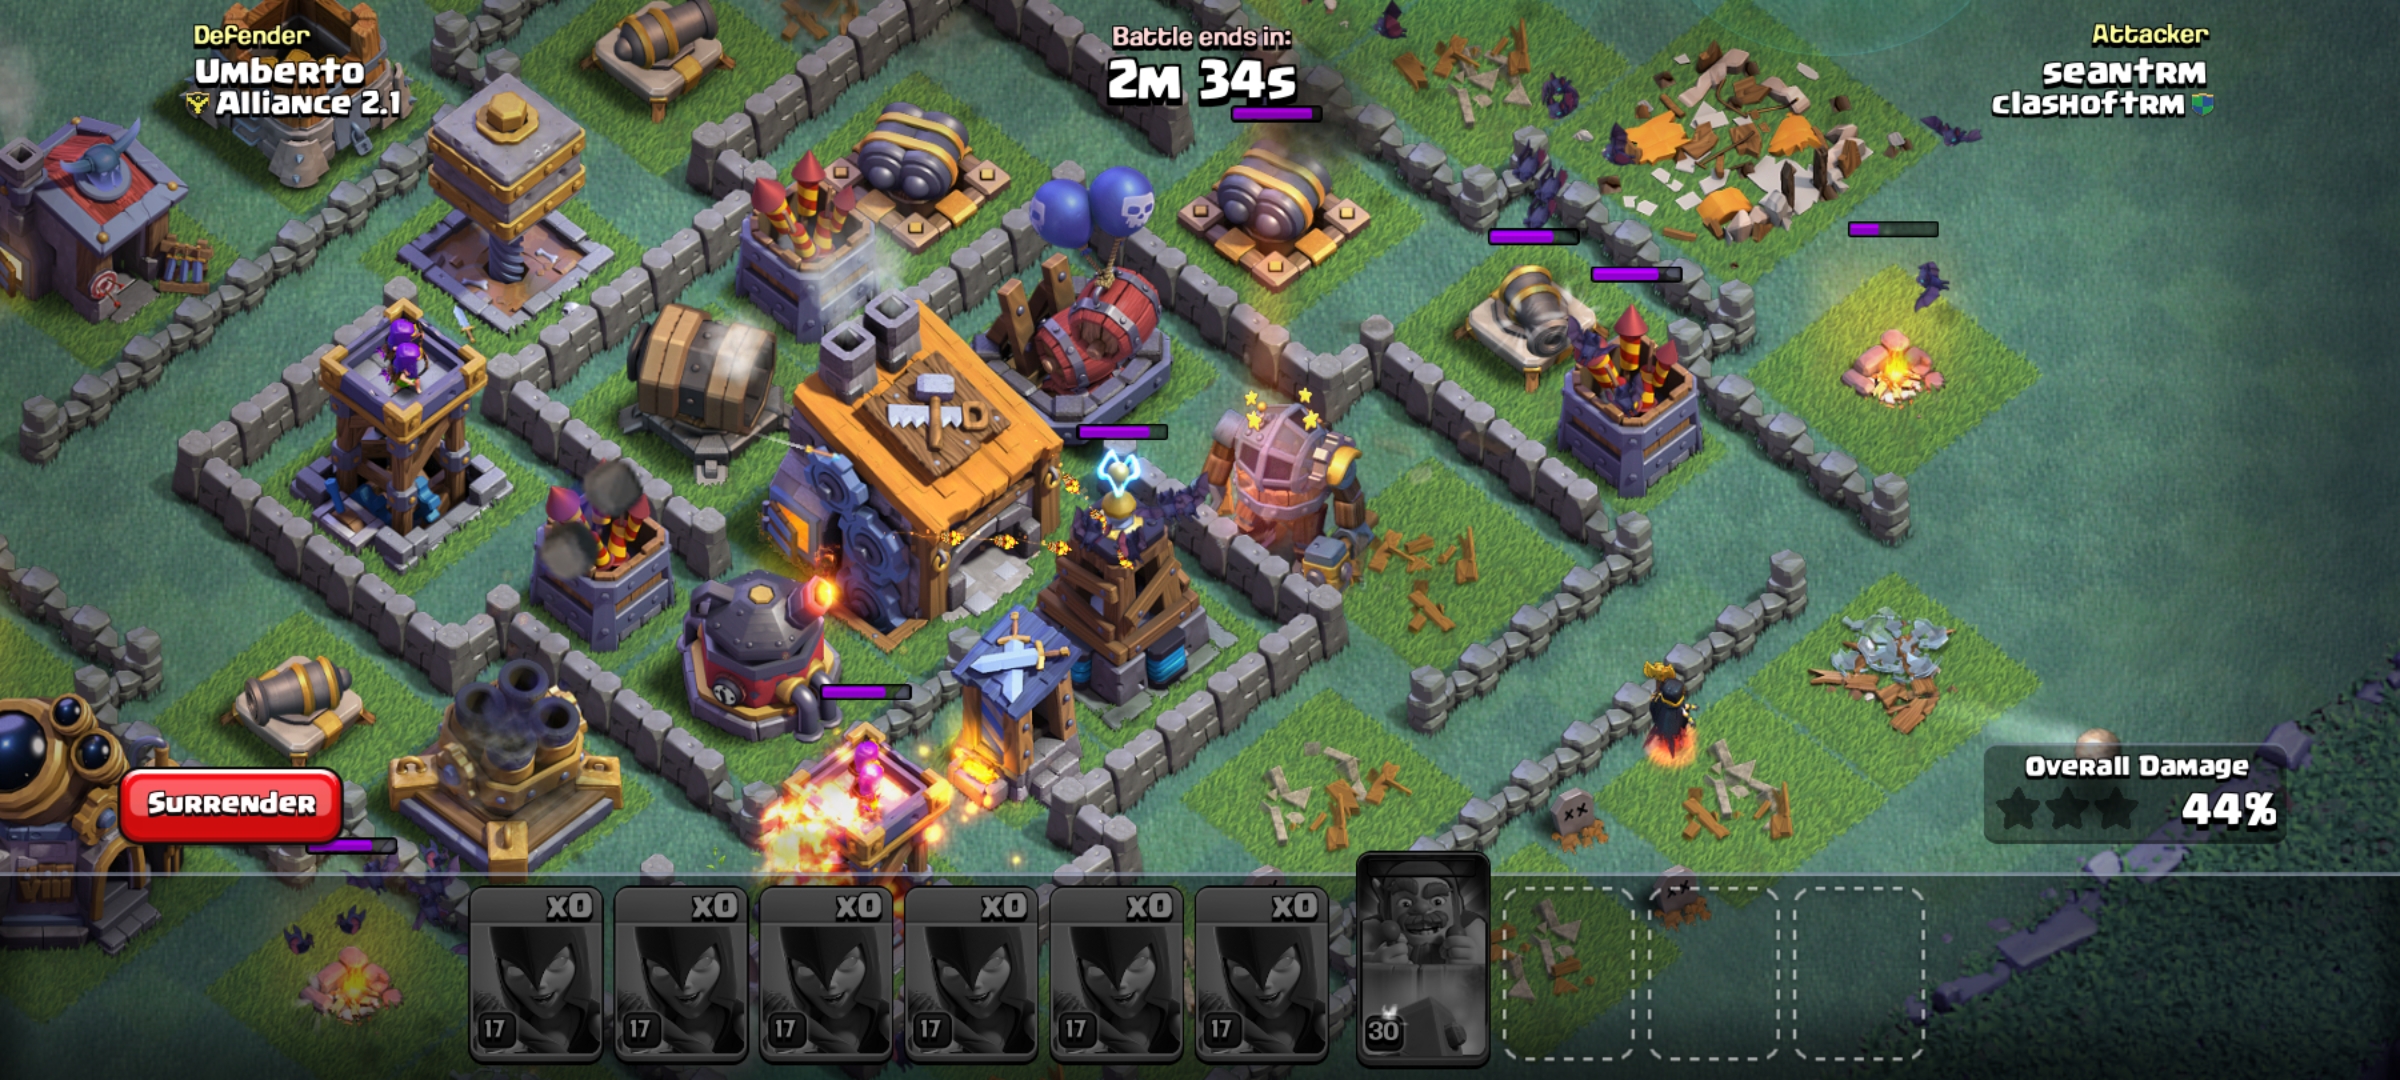 Defender
Umberto
Alliance 2.1
Battle ends in:
2M 34s
Attacker
seantRM
clashoftRM
Surrender
Overall Damage
44%
x0
x0
x0
x0
x0
x0
17
17
17
17
17
17
30
VIII